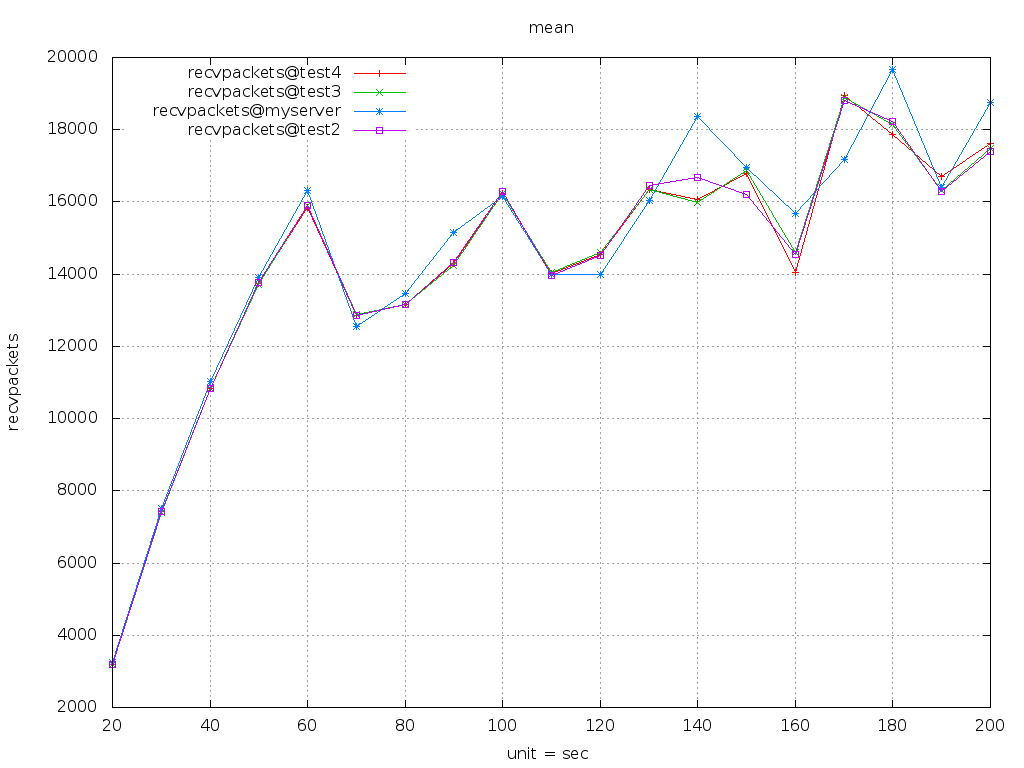 mean
20000
18000
16000
14000
12000
10000
8000
6000
4000
2000
recvpackets@test4
recvpackets@test3
recvpackets@myserver
recvpackets@test2
recvpackets
20 40 60 80 100 120 140 160 180 200
unit = sec